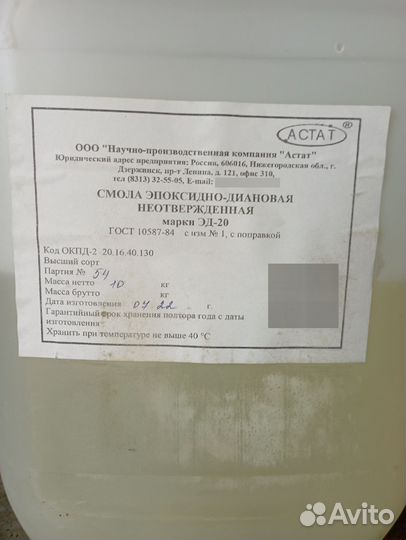 АСТАТ ®
ООО "Научно-производственная компания "Астат"
Юридический адрес предприятия: Россия, 606016, Нижегородская обл., г.
Дзержинск, пр-т Ленина, д. 121, офис 310,
тел (8313) 32-55-05, E-mail:
СМОЛА ЭПОКСИДНО-ДИАНОВАЯ
НЕОТВЕРЖДЕННАЯ
марки ЭД-20
ГОСТ 10587-84 с изм № 1, с поправкой
Код ОКПД-2 20.16.40.130
Высший сорт
Партия № 54
Масса нетто 10 кг
Масса брутто кг
Дата изготовления 07 22 г.
Гарантийный срок хранения полтора года с даты
изготовления
Хранить при температуре не выше 40 °С
Avito